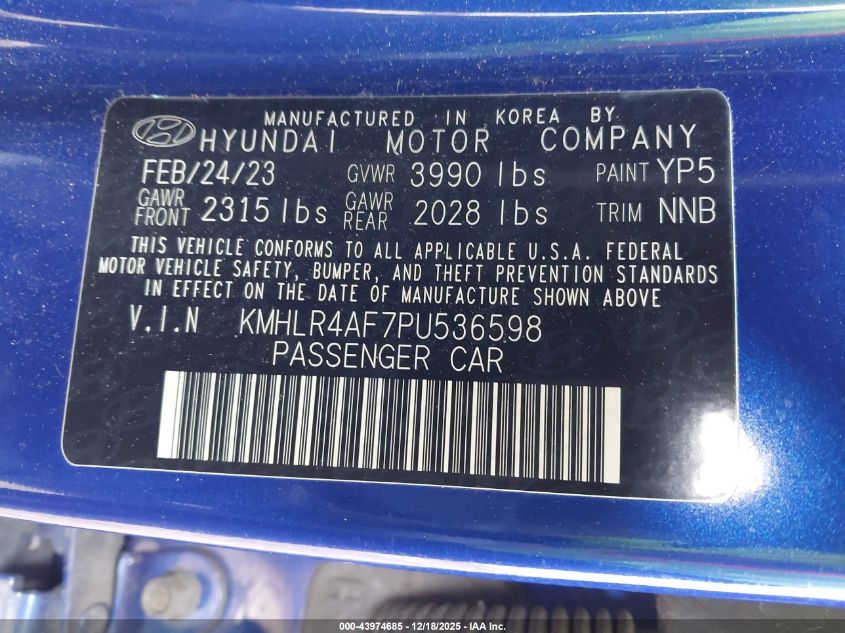 MANUFACTURED IN KOREA BY
HYUNDAI MOTOR COMPANY
FEB/24/23 GVWR 3990 lbs PAINT YP5
GAWR FRONT 2315 lbs GAWR REAR 2028 lbs TRIM NNB
THIS VEHICLE CONFORMS TO ALL APPLICABLE U.S.A. FEDERAL
MOTOR VEHICLE SAFETY, BUMPER, AND THEFT PREVENTION STANDARDS
IN EFFECT ON THE DATE OF MANUFACTURE SHOWN ABOVE
V.I.N KMHLR4AF7PU536598
PASSENGER CAR
000-43974685 - 12/18/2025 - IAA Inc.